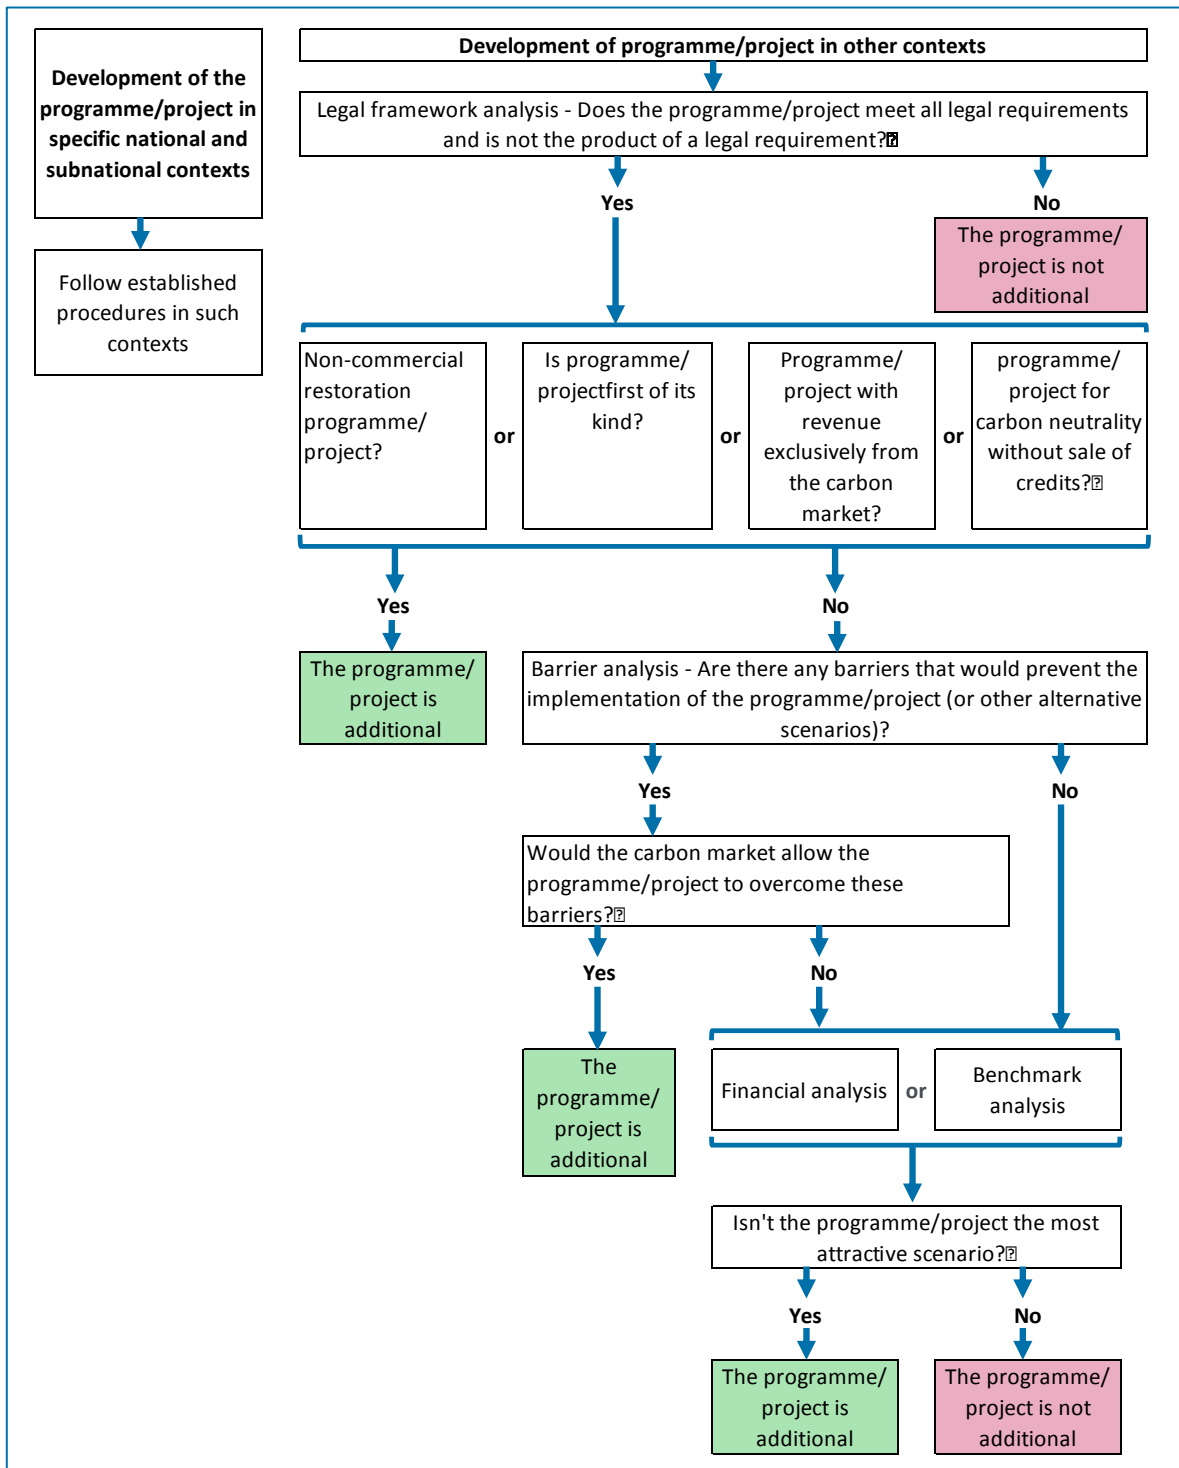 Development of the
programme/project in
specific national and
subnational contexts
Follow established
procedures in such
contexts
Development of programme/project in other contexts
Legal framework analysis - Does the programme/project meet all legal requirements
and is not the product of a legal requirement?
Yes
No
The programme/
project is not
additional
Non-commercial
restoration
programme/
project?
or
Is programme/
projectfirst of its
kind?
or
Programme/
project with
revenue
exclusively from
the carbon
market?
or
programme/
project for
carbon neutrality
without sale of
credits?
Yes
No
The programme/
project is
additional
Barrier analysis - Are there any barriers that would prevent the
implementation of the programme/project (or other alternative
scenarios)?
Yes
No
Would the carbon market allow the
programme/project to overcome these
barriers?
Yes
No
The
programme/
project is
additional
Financial analysis
or
Benchmark
analysis
Isn't the programme/project the most
attractive scenario?
Yes
No
The programme/
project is
additional
The programme/
project is not
additional